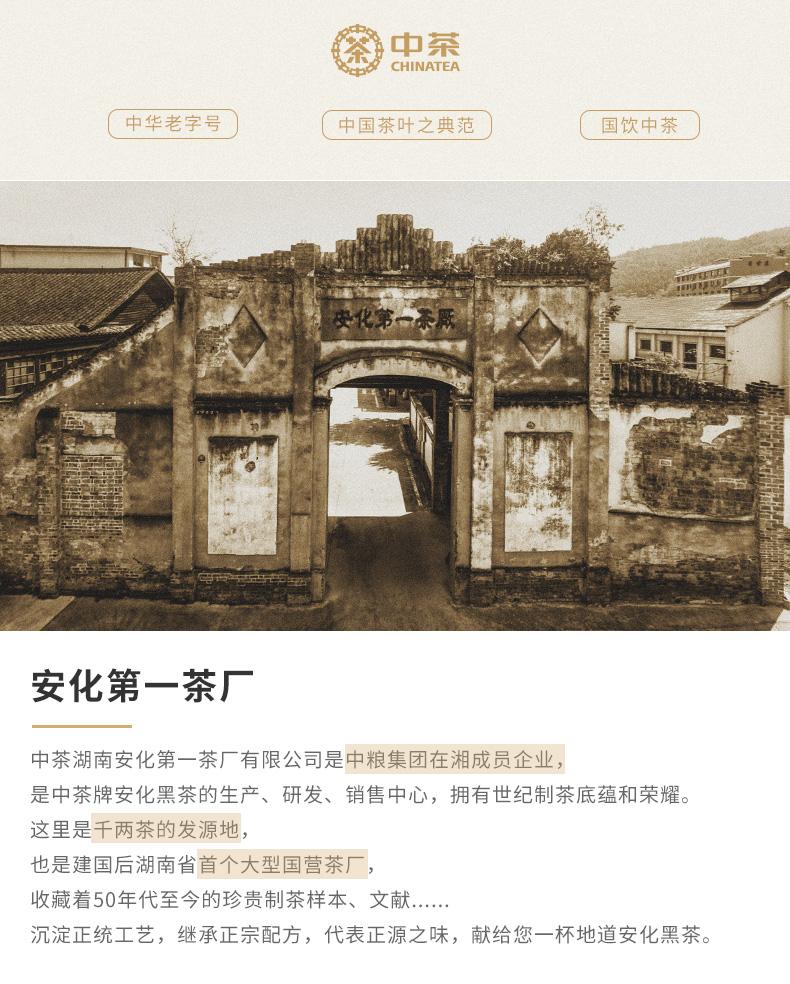 中茶
CHINATEA
中华老字号
中国茶叶之典范
国饮中茶
安化第一茶厰
安化第一茶厂
中茶湖南安化第一茶厂有限公司是中粮集团在湘成员企业，
是中茶牌安化黑茶的生产、研发、销售中心，拥有世纪制茶底蕴和荣耀。
这里是千两茶的发源地，
也是建国后湖南省首个大型国营茶厂，
收藏着50年代至今的珍贵制茶样本、文献......
沉淀正统工艺，继承正宗配方，代表正源之味，献给您一杯地道安化黑茶。